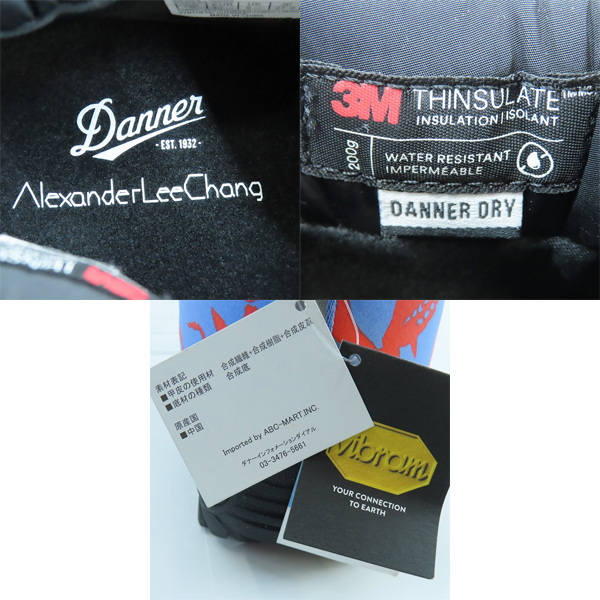 Danner
- EST. 1932 -
AlexanderLeeChang
3M THINSULATE
INSULATION | ISOLANT
200g
WATER RESISTANT
IMPERMÉABLE
DANNER DRY
素材表記
■甲皮の使用材 合成繊維+合成樹脂+合成皮革
■底材の種類 合成底
原産国
■中国
Imported by ABC-MART,INC.
ダナーインフォメーションダイアル
03-3476-5661
vibram
YOUR CONNECTION
TO EARTH